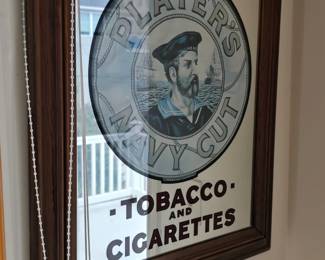 PLAYER'S
NAVY CUT
·TOBACCO·
AND
CIGARETTES